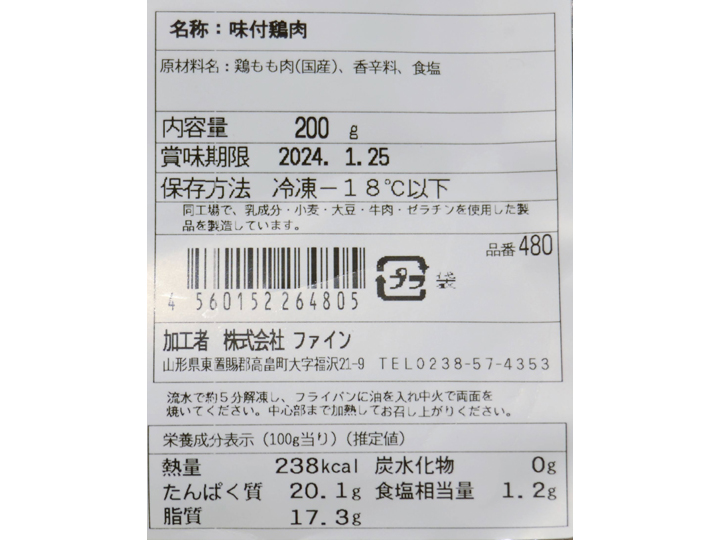 名称：味付鶏肉
原材料名：鶏もも肉(国産)、香辛料、食塩
内容量 200 g
賞味期限 2024. 1.25
保存方法 冷凍－18℃以下
同工場で、乳成分・小麦・大豆・牛肉・ゼラチンを使用した製
品を製造しています。
品番480
プラ 袋
4 560152 264805
加工者 株式会社 ファイン
山形県東置賜郡高畠町大字福沢21-9 TEL0238-57-4353
流水で約5分解凍し、フライパンに油を入れ中火で両面を
焼いてください。中心部まで加熱してお召し上がりください。
栄養成分表示（100g当り）（推定値）
熱量 238kcal 炭水化物 0g
たんぱく質 20.1g 食塩相当量 1.2g
脂質 17.3g